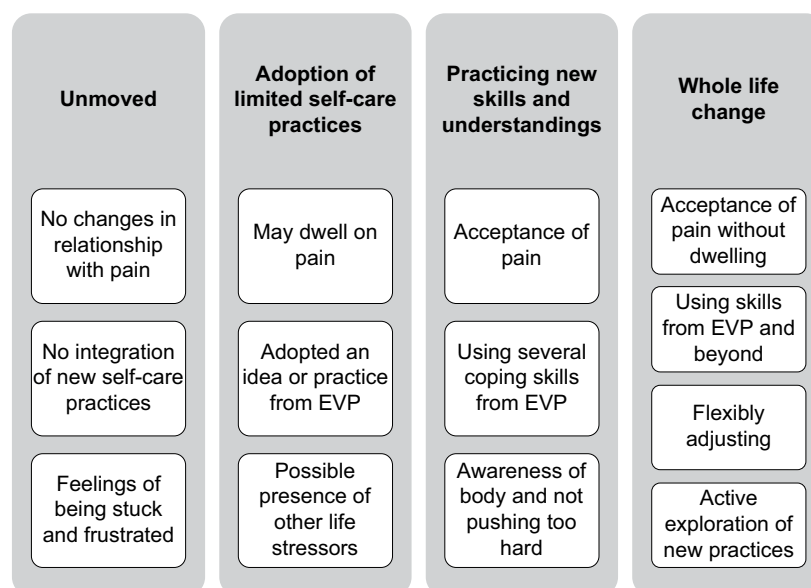 Unmoved
No changes in
relationship
with pain
No integration
of new self-care
practices
Feelings of
being stuck
and frustrated
Adoption of
limited self-care
practices
May dwell on
pain
Adopted an
idea or practice
from EVP
Possible
presence of
other life
stressors
Practicing new
skills and
understandings
Acceptance of
pain
Using several
coping skills
from EVP
Awareness of
body and not
pushing too
hard
Whole life
change
Acceptance of
pain without
dwelling
Using skills
from EVP and
beyond
Flexibly
adjusting
Active
exploration of
new practices